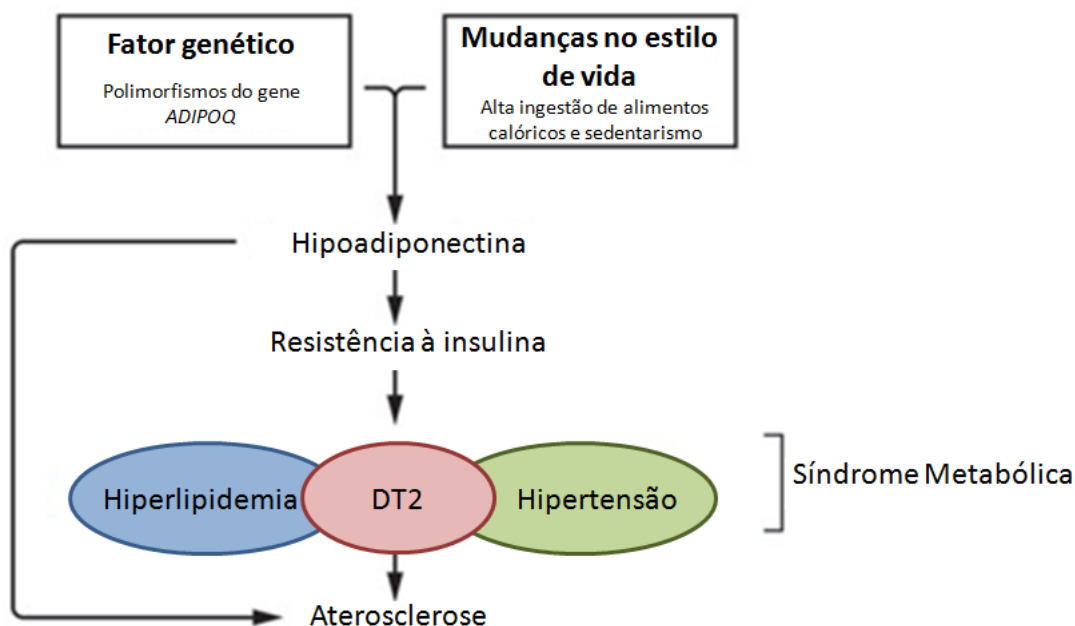 Fator genético
Polimorfismos do gene
ADIPOQ
Mudanças no estilo
de vida
Alta ingestão de alimentos
calóricos e sedentarismo
Hipoadiponectina
Resistência à insulina
Hiperlipidemia
DT2
Hipertensão
Síndrome Metabólica
Aterosclerose